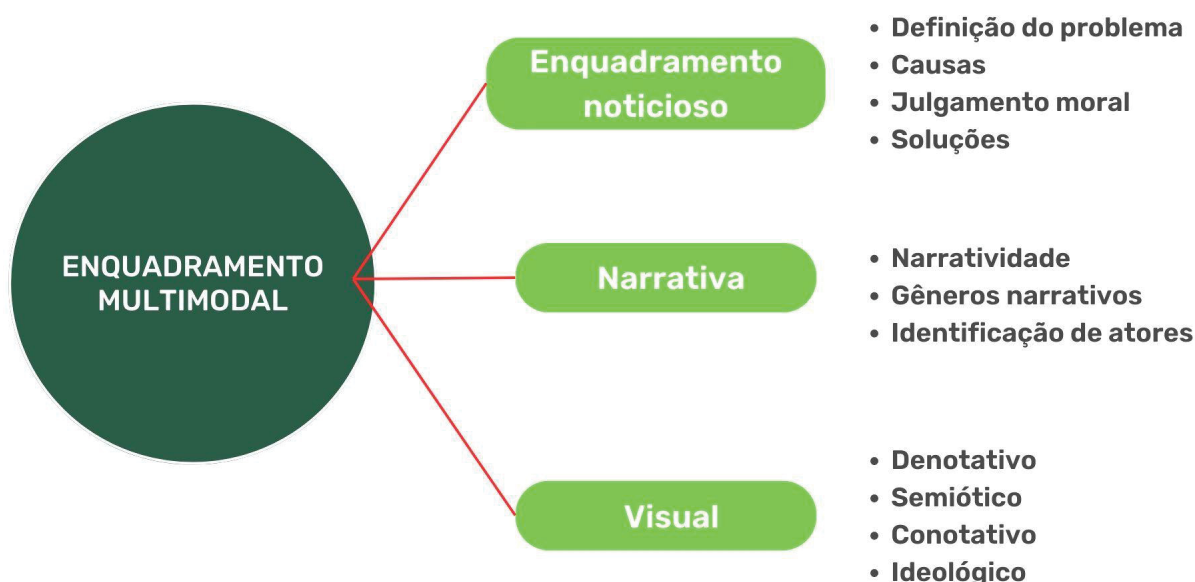 ENQUADRAMENTO
MULTIMODAL
Enquadramento
noticioso
• Definição do problema
• Causas
• Julgamento moral
• Soluções
Narrativa
• Narratividade
• Gêneros narrativos
• Identificação de atores
Visual
• Denotativo
• Semiótico
• Conotativo
• Ideológico